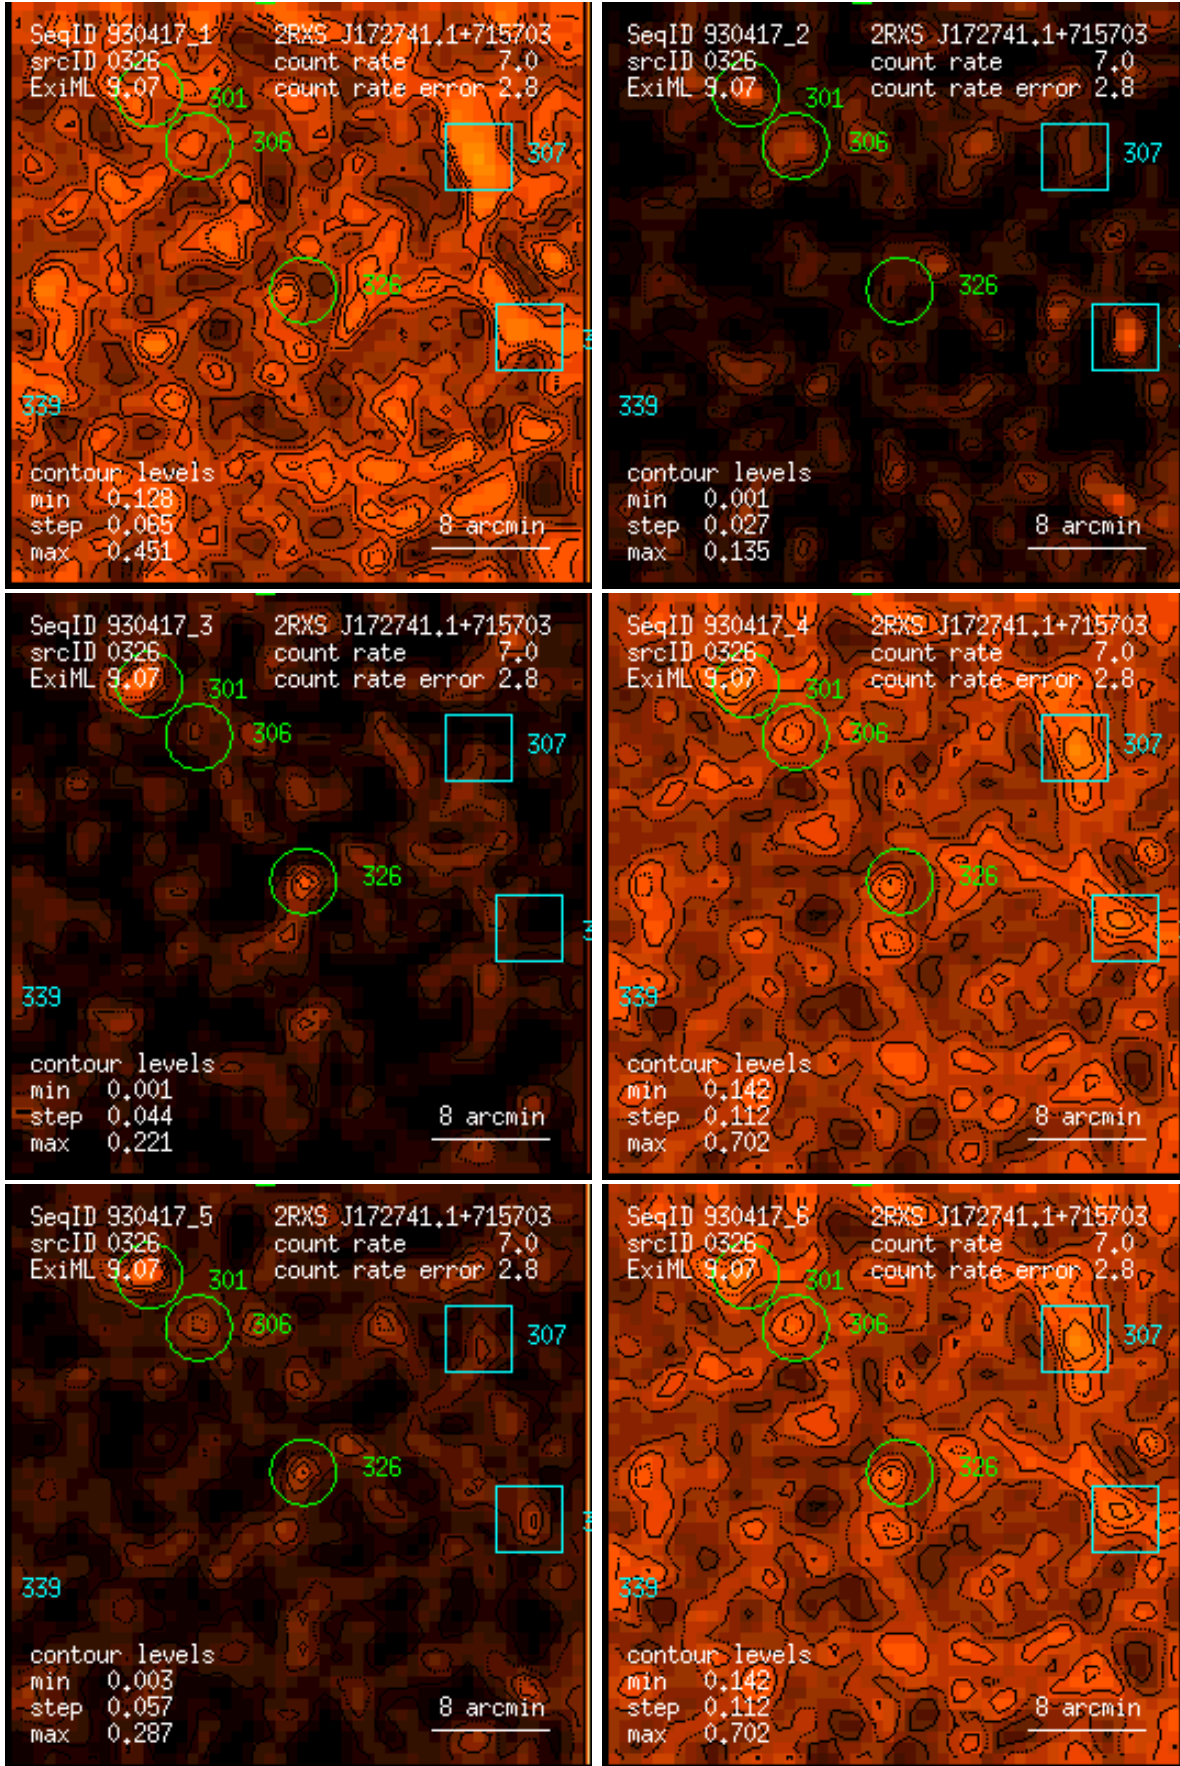 SeqID 930417_1 2RXS J172741.1+715703
srcID 0326 count rate 7.0
ExiML 9.07 count rate error 2.8
301
306
307
326
339
contour levels
min 0.128
step 0.065
max 0.451
8 arcmin
SeqID 930417_2 2RXS J172741.1+715703
srcID 0326 count rate 7.0
ExiML 9.07 count rate error 2.8
301
306
307
326
339
contour levels
min 0.001
step 0.027
max 0.135
8 arcmin
SeqID 930417_3 2RXS J172741.1+715703
srcID 0326 count rate 7.0
ExiML 9.07 count rate error 2.8
301
306
307
326
339
contour levels
min 0.001
step 0.044
max 0.221
8 arcmin
SeqID 930417_4 2RXS J172741.1+715703
srcID 0326 count rate 7.0
ExiML 9.07 count rate error 2.8
301
306
307
326
339
contour levels
min 0.142
step 0.112
max 0.702
8 arcmin
SeqID 930417_5 2RXS J172741.1+715703
srcID 0326 count rate 7.0
ExiML 9.07 count rate error 2.8
301
306
307
326
339
contour levels
min 0.003
step 0.057
max 0.287
8 arcmin
SeqID 930417_6 2RXS J172741.1+715703
srcID 0326 count rate 7.0
ExiML 9.07 count rate error 2.8
301
306
307
326
339
contour levels
min 0.142
step 0.112
max 0.702
8 arcmin